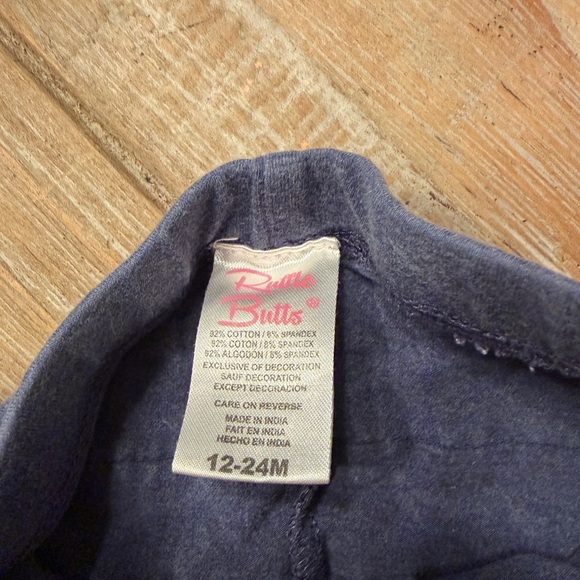 Ruffle
Butts®
92% COTTON / 8% SPANDEX
92% COTON / 8% SPANDEX
92% ALGODÓN / 8% SPANDEX
EXCLUSIVE OF DECORATION
SAUF DECORATION
EXCEPT DECORACIÓN
CARE ON REVERSE
MADE IN INDIA
FAIT EN INDIA
HECHO EN INDIA
12-24M